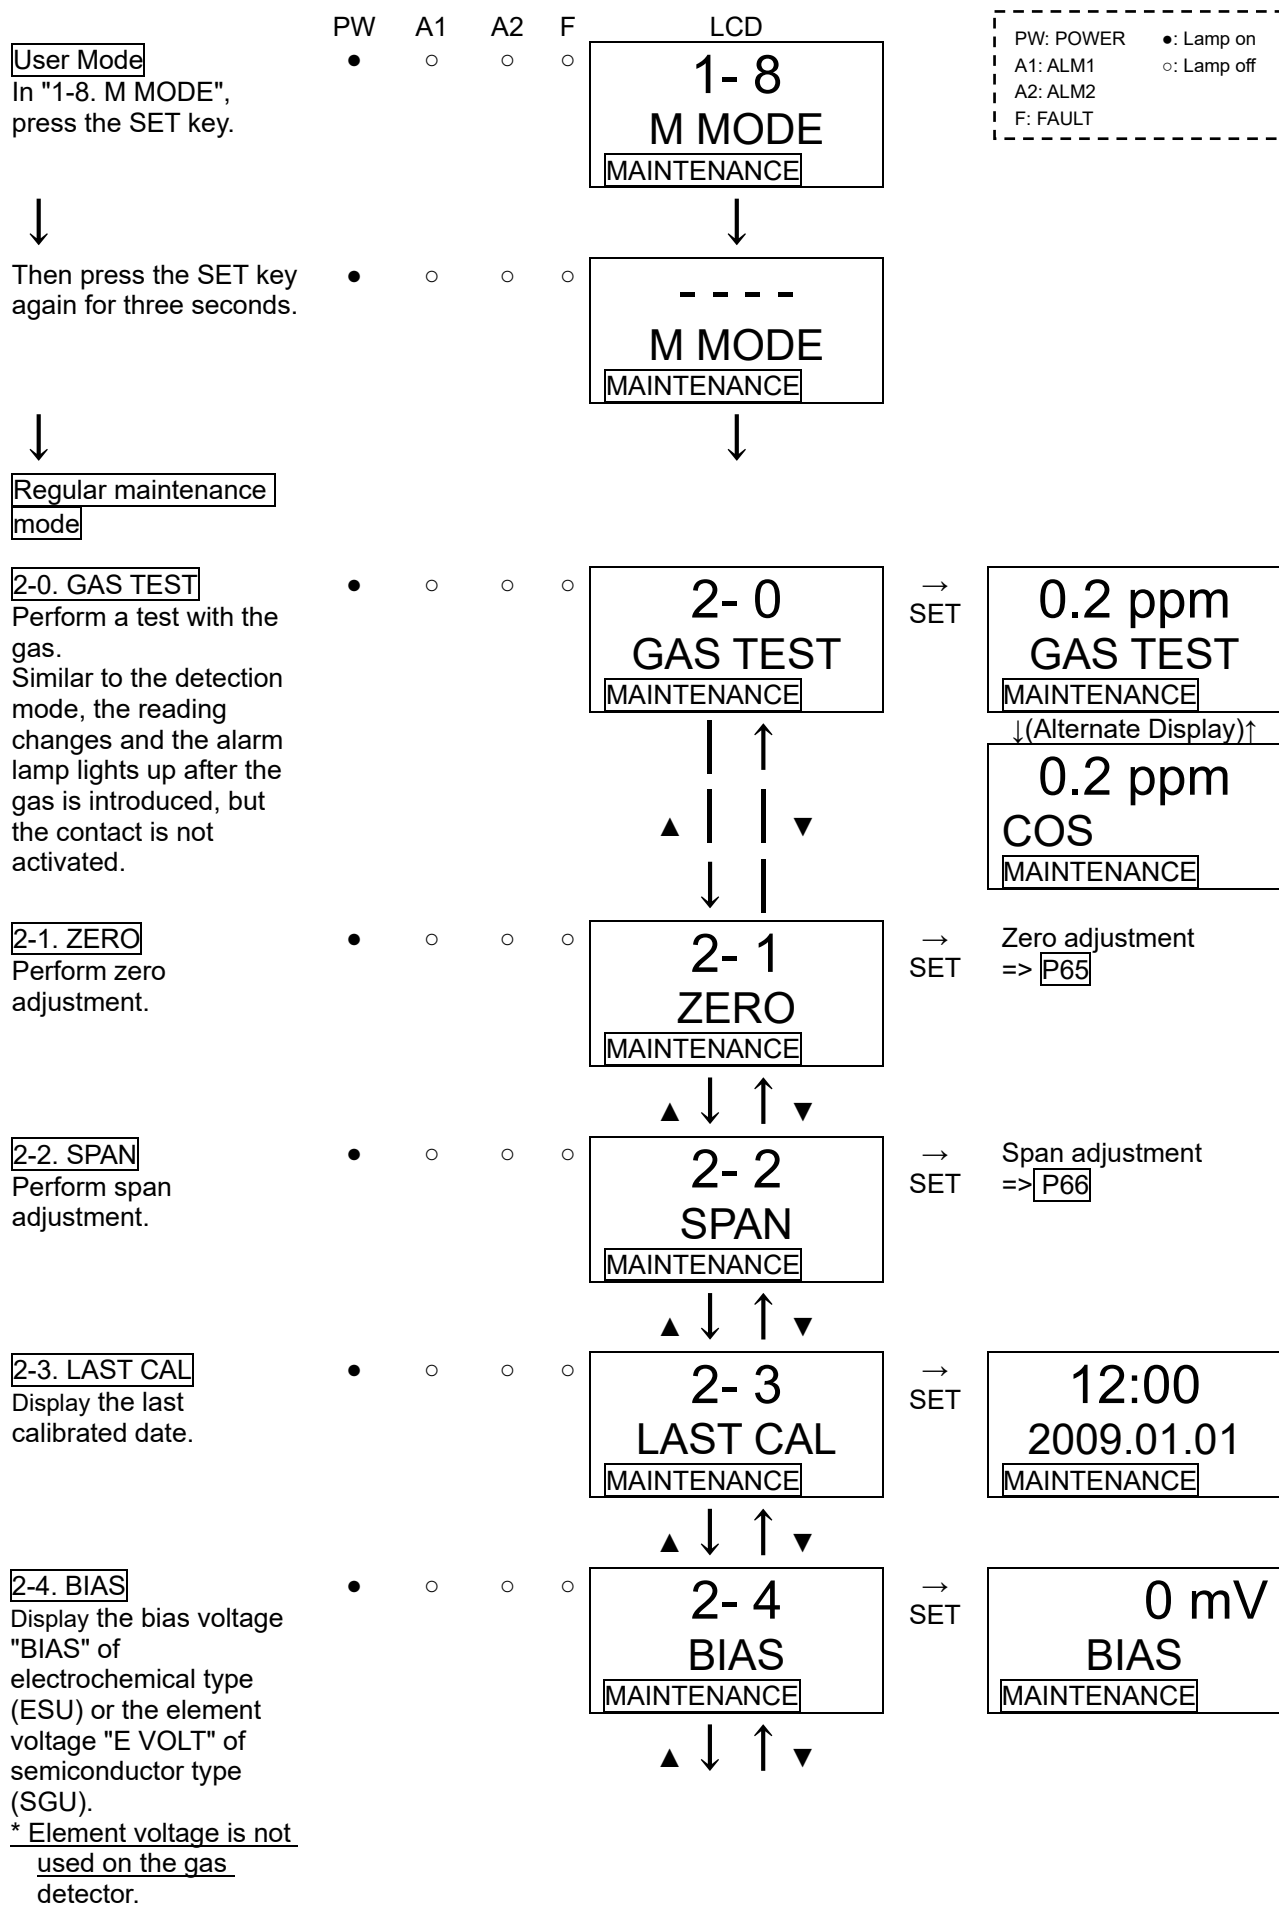 PW A1 A2 F LCD
PW: POWER ●: Lamp on
A1: ALM1 ○: Lamp off
A2: ALM2
F: FAULT
User Mode
In "1-8. M MODE",
press the SET key.
● ○ ○ ○
1- 8
M MODE
MAINTENANCE
↓ ↓
Then press the SET key
again for three seconds.
● ○ ○ ○
- - - -
M MODE
MAINTENANCE
↓ ↓
Regular maintenance
mode
2-0. GAS TEST
Perform a test with the
gas.
Similar to the detection
mode, the reading
changes and the alarm
lamp lights up after the
gas is introduced, but
the contact is not
activated.
● ○ ○ ○
2- 0
GAS TEST
MAINTENANCE
→
SET
0.2 ppm
GAS TEST
MAINTENANCE
↓(Alternate Display)↑
0.2 ppm
COS
MAINTENANCE
▲ ↓ ↑ ▼
2-1. ZERO
Perform zero
adjustment.
● ○ ○ ○
2- 1
ZERO
MAINTENANCE
→
SET
Zero adjustment
=> P65
▲ ↓ ↑ ▼
2-2. SPAN
Perform span
adjustment.
● ○ ○ ○
2- 2
SPAN
MAINTENANCE
→
SET
Span adjustment
=> P66
▲ ↓ ↑ ▼
2-3. LAST CAL
Display the last
calibrated date.
● ○ ○ ○
2- 3
LAST CAL
MAINTENANCE
→
SET
12:00
2009.01.01
MAINTENANCE
▲ ↓ ↑ ▼
2-4. BIAS
Display the bias voltage
"BIAS" of
electrochemical type
(ESU) or the element
voltage "E VOLT" of
semiconductor type
(SGU).
* Element voltage is not
used on the gas
detector.
● ○ ○ ○
2- 4
BIAS
MAINTENANCE
→
SET
0 mV
BIAS
MAINTENANCE
▲ ↓ ↑ ▼